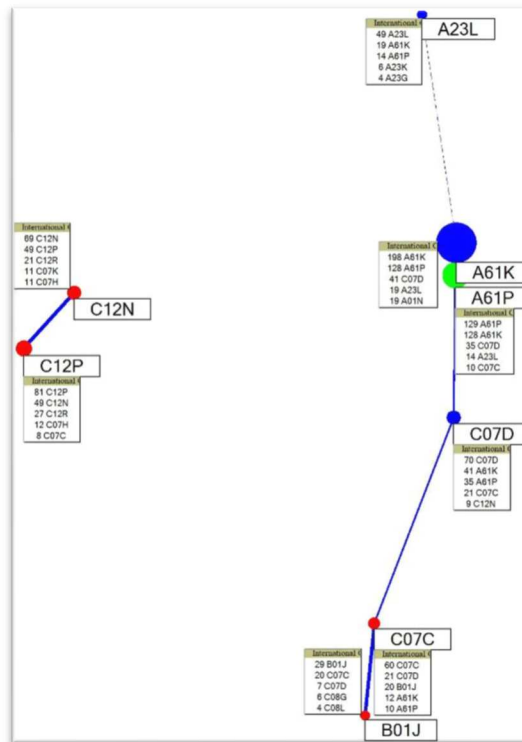 International C
49 A23L
19 A61K
14 A61P
6 A23K
4 A23G
A23L
International C
69 C12N
49 C12P
21 C12R
11 C07K
11 C07H
C12N
C12P
International C
81 C12P
49 C12N
27 C12R
12 C07H
8 C07C
International C
198 A61K
128 A61P
41 C07D
19 A23L
19 A01N
A61K
A61P
International C
129 A61P
128 A61K
35 C07D
14 A23L
10 C07C
C07D
International C
70 C07D
41 A61K
35 A61P
21 C07C
9 C12N
C07C
International C
29 B01J
20 C07C
7 C07D
6 C08G
4 C08L
International C
60 C07C
21 C07D
20 B01J
12 A61K
10 A61P
B01J